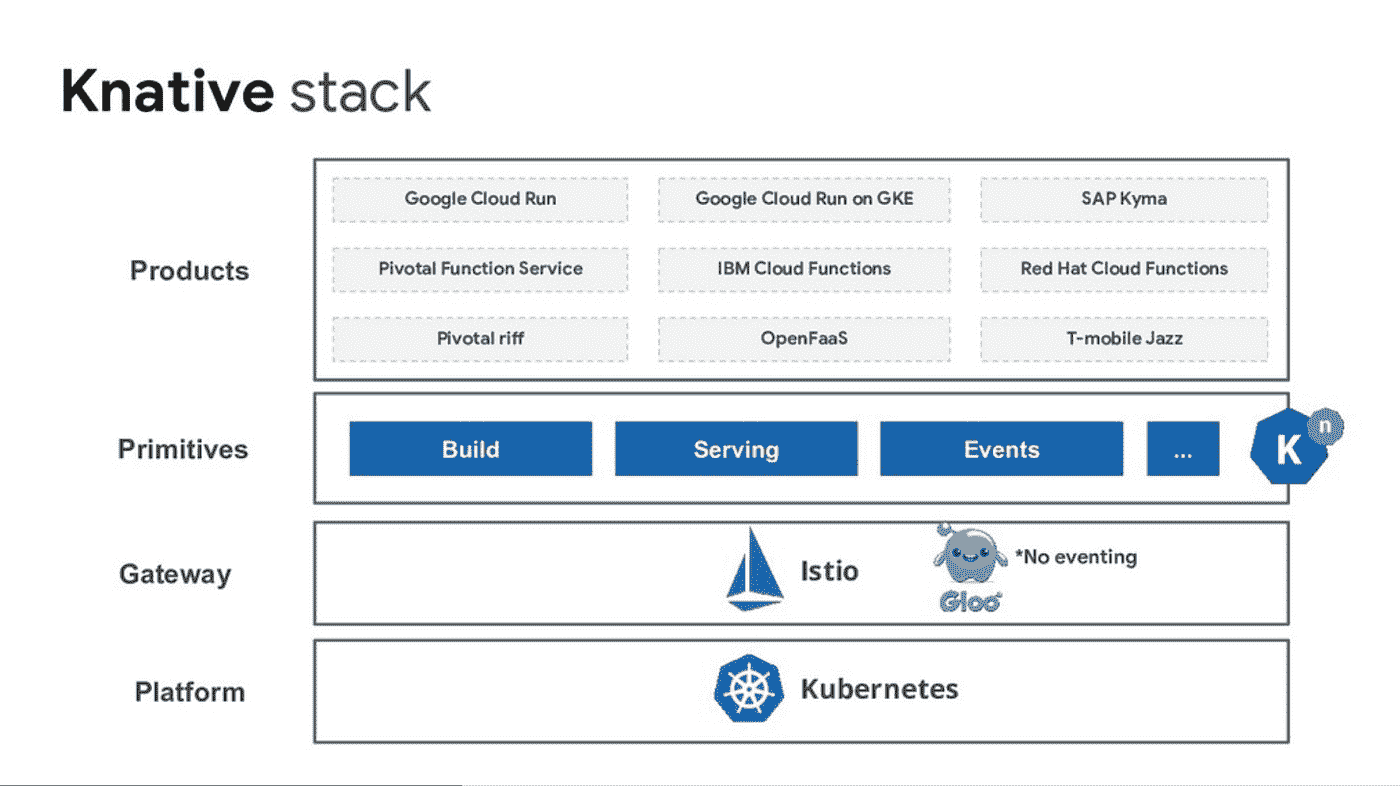 Knative stack
Products
Google Cloud Run
Google Cloud Run on GKE
SAP Kyma
Pivotal Function Service
IBM Cloud Functions
Red Hat Cloud Functions
Pivotal riff
OpenFaaS
T-mobile Jazz
Primitives
Build
Serving
Events
...
K
n
Gateway
Istio
Gloo
*No eventing
Platform
Kubernetes